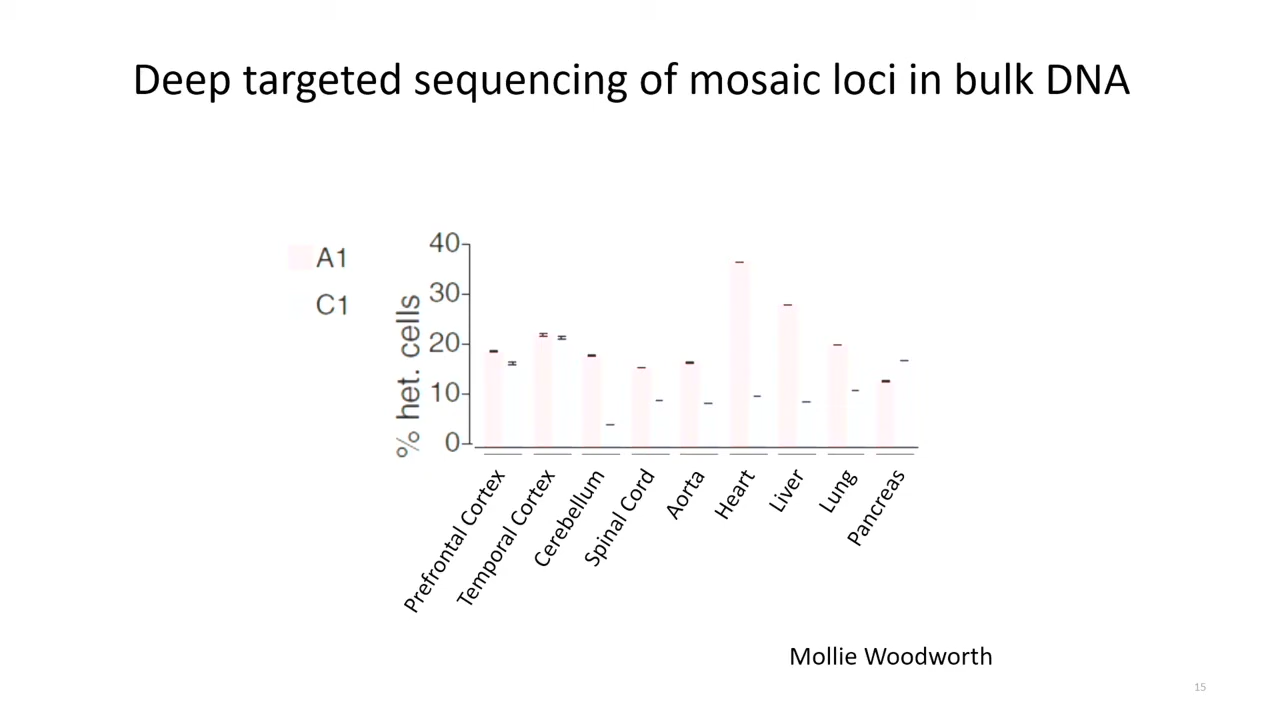 Deep targeted sequencing of mosaic loci in bulk DNA
A1
C1
% het. cells
40
30
20
10
0
Prefrontal Cortex
Temporal Cortex
Cerebellum
Spinal Cord
Aorta
Heart
Liver
Lung
Pancreas
Mollie Woodworth
15